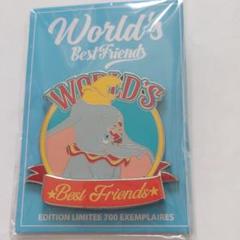 World's
Best Friends
WORLD'S
Best Friends
EDITION LIMITEE 700 EXEMPLAIRES